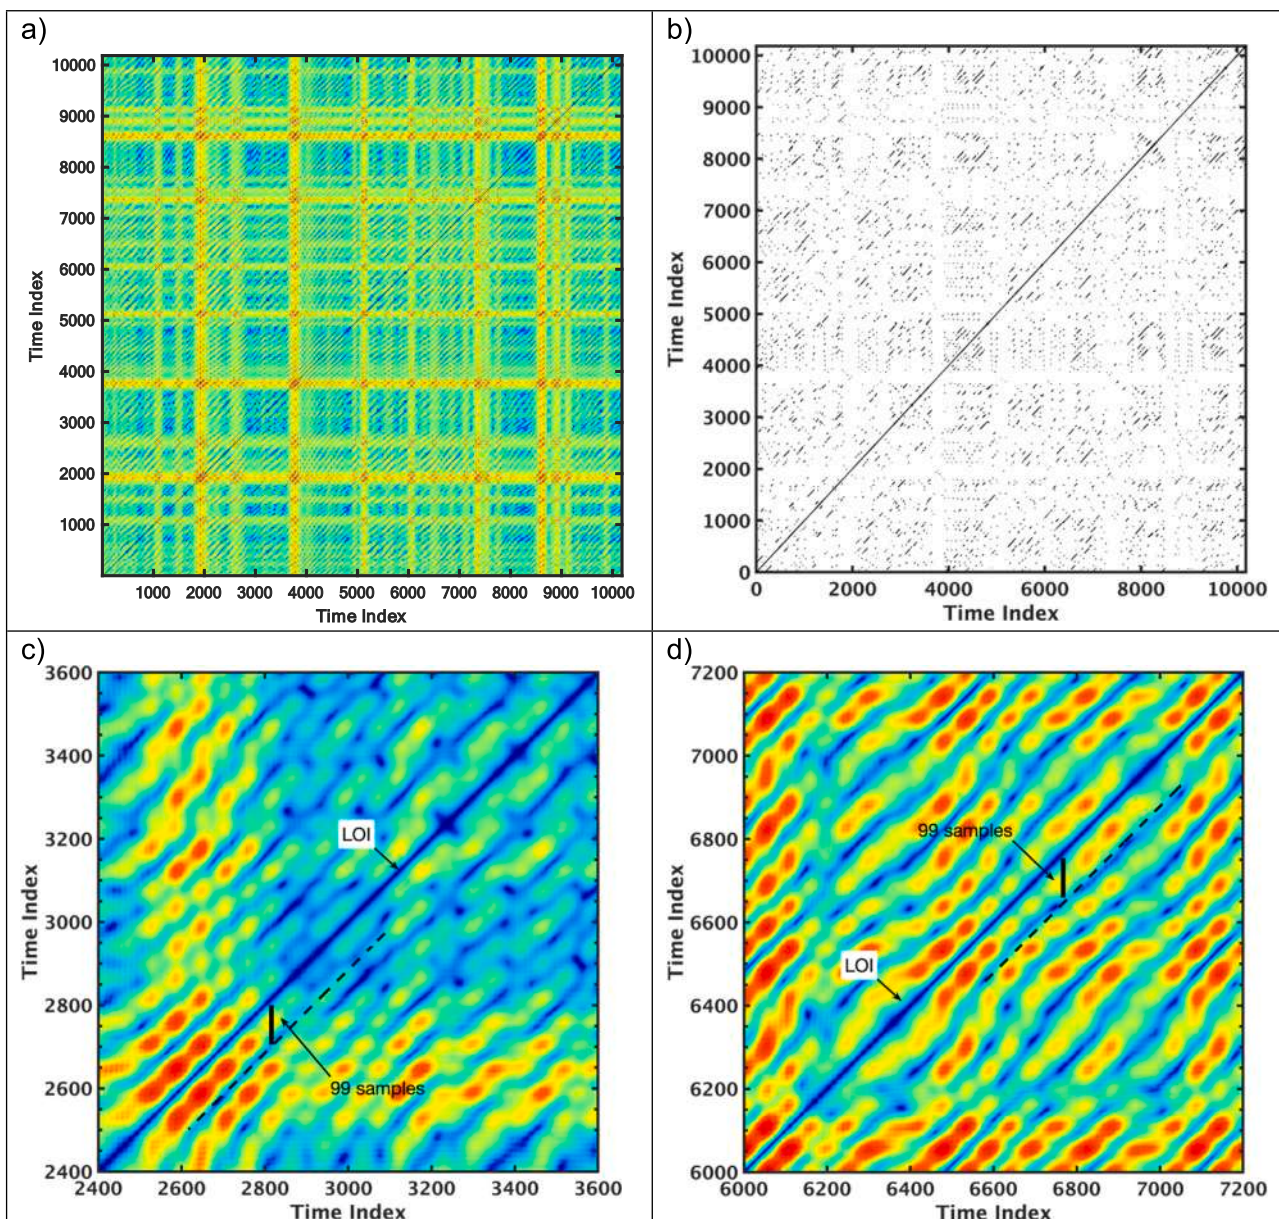 a)
10000
9000
8000
7000
6000
5000
4000
3000
2000
1000
Time Index
1000 2000 3000 4000 5000 6000 7000 8000 9000 10000
Time Index
b)
10000
9000
8000
7000
6000
5000
4000
3000
2000
1000
0
Time Index
0 2000 4000 6000 8000 10000
Time Index
c)
3600
3400
3200
3000
2800
2600
2400
Time Index
LOI
99 samples
2400 2600 2800 3000 3200 3400 3600
Time Index
d)
7200
7000
6800
6600
6400
6200
6000
Time Index
99 samples
LOI
6000 6200 6400 6600 6800 7000 7200
Time Index